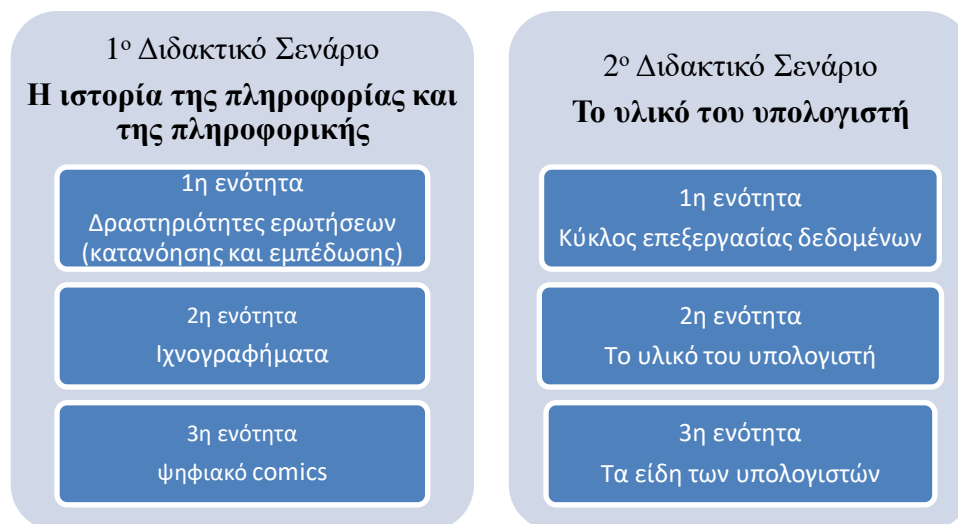 1ο Διδακτικό Σενάριο
Η ιστορία της πληροφορίας και
της πληροφορικής
1η ενότητα
Δραστηριότητες ερωτήσεων
(κατανόησης και εμπέδωσης)
2η ενότητα
Ιχνογραφήματα
3η ενότητα
ψηφιακό comics
2ο Διδακτικό Σενάριο
Το υλικό του υπολογιστή
1η ενότητα
Κύκλος επεξεργασίας δεδομένων
2η ενότητα
Το υλικό του υπολογιστή
3η ενότητα
Τα είδη των υπολογιστών